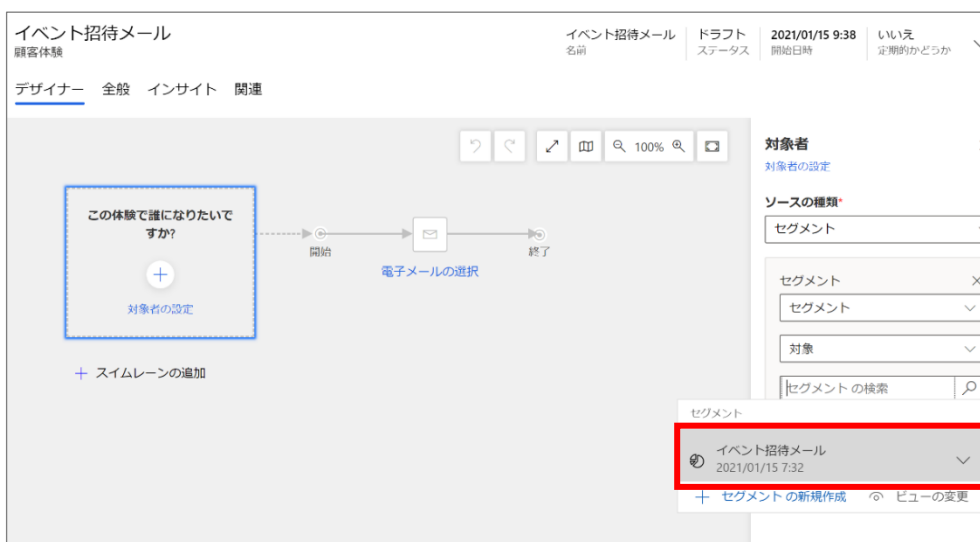 イベント招待メール
顧客体験
イベント招待メール
名前
ドラフト
ステータス
2021/01/15 9:38
開始日時
いいえ
定期的かどうか
デザイナー 全般 インサイト 関連
100%
この体験で誰になりたいで
すか?
対象者の設定
開始
電子メールの選択
終了
+ スイムレーンの追加
対象者
対象者の設定
ソースの種類*
セグメント
セグメント
セグメント
対象
セグメント の検索
セグメント
イベント招待メール
2021/01/15 7:32
+ セグメント の新規作成 ビューの変更